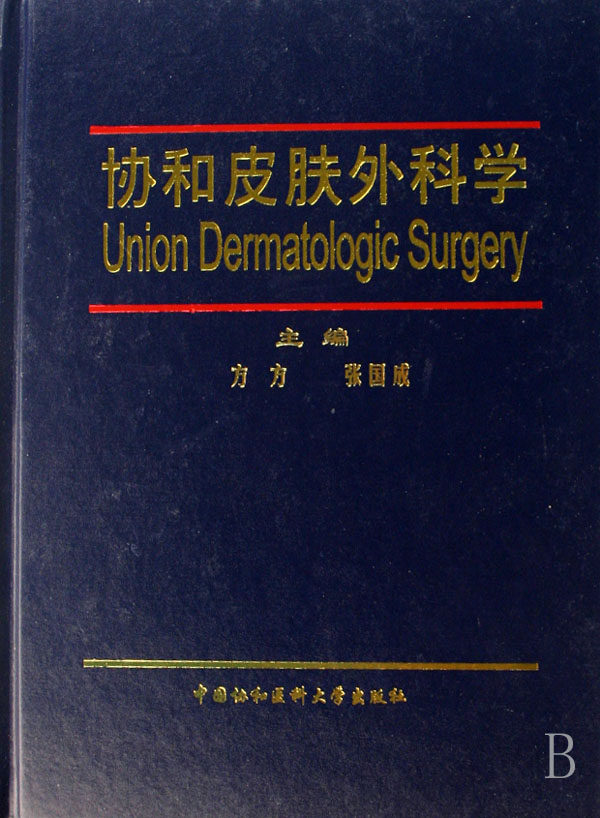 协和皮肤外科学
Union Dermatologic Surgery
主 编
方 方 张国成
中国协和医科大学出版社
B